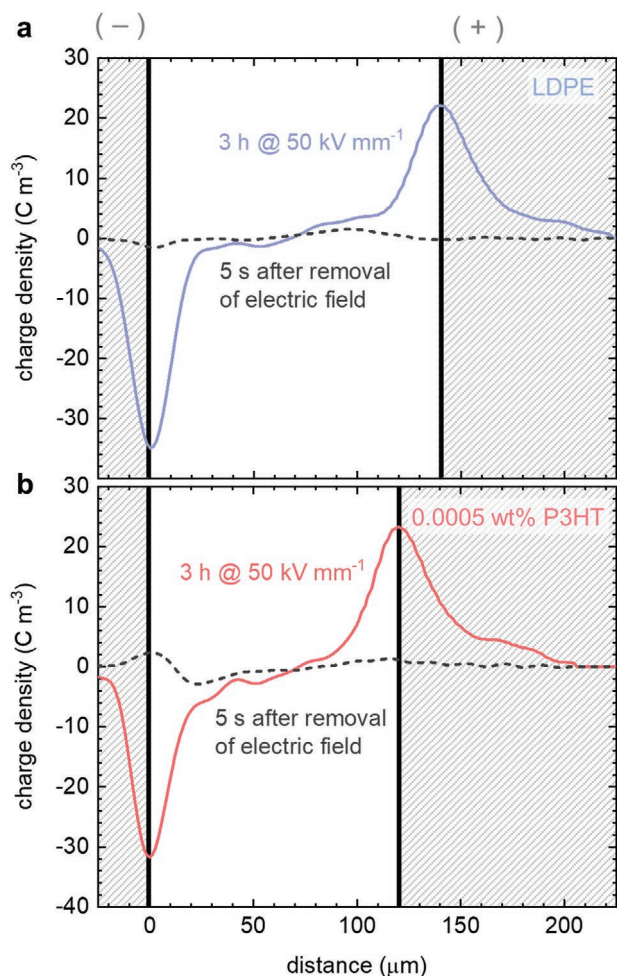 (-) (+)
a
30
20
10
0
-10
-20
-30
charge density (C m⁻³)
LDPE
3 h @ 50 kV mm⁻¹
5 s after removal
of electric field
b
30
20
10
0
-10
-20
-30
-40
charge density (C m⁻³)
0.0005 wt% P3HT
3 h @ 50 kV mm⁻¹
5 s after removal
of electric field
0 50 100 150 200
distance (μm)